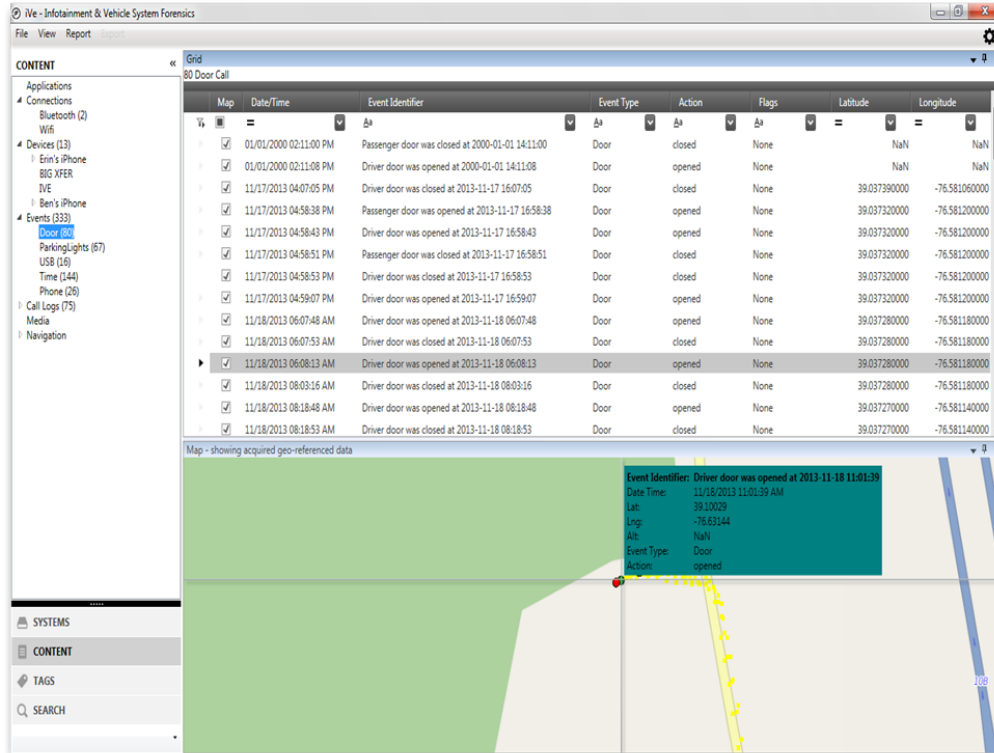 iVe - Infotainment & Vehicle System Forensics
File View Report Export
CONTENT «
Applications
Connections
Bluetooth (2)
Wifi
Devices (13)
Erin's iPhone
BIG XFER
IVE
Ben's iPhone
Events (333)
Door (80)
ParkingLights (67)
USB (16)
Time (144)
Phone (26)
Call Logs (75)
Media
Navigation
SYSTEMS
CONTENT
TAGS
SEARCH
Grid
80 Door Call
Map Date/Time Event Identifier Event Type Action Flags Latitude Longitude
= Aa Aa Aa Aa = =
01/01/2000 02:11:00 PM Passenger door was closed at 2000-01-01 14:11:00 Door closed None NaN NaN
01/01/2000 02:11:08 PM Driver door was closed at 2000-01-01 14:11:08 Door closed None NaN NaN
11/17/2013 04:07:05 PM Driver door was closed at 2013-11-17 16:07:05 Door closed None 39.037390000 -76.581060000
11/17/2013 04:58:38 PM Passenger door was opened at 2013-11-17 16:58:38 Door opened None 39.037320000 -76.581200000
11/17/2013 04:58:43 PM Driver door was opened at 2013-11-17 16:58:43 Door opened None 39.037320000 -76.581200000
11/17/2013 04:58:51 PM Passenger door was closed at 2013-11-17 16:58:51 Door closed None 39.037320000 -76.581200000
11/17/2013 04:58:53 PM Driver door was closed at 2013-11-17 16:58:53 Door closed None 39.037320000 -76.581200000
11/17/2013 04:59:07 PM Driver door was opened at 2013-11-17 16:59:07 Door opened None 39.037320000 -76.581200000
11/18/2013 06:07:48 AM Driver door was opened at 2013-11-18 06:07:48 Door opened None 39.037280000 -76.581180000
11/18/2013 06:07:53 AM Driver door was closed at 2013-11-18 06:07:53 Door closed None 39.037280000 -76.581180000
11/18/2013 06:08:13 AM Driver door was opened at 2013-11-18 06:08:13 Door opened None 39.037280000 -76.581180000
11/18/2013 08:03:16 AM Driver door was closed at 2013-11-18 08:03:16 Door closed None 39.037280000 -76.581180000
11/18/2013 08:18:48 AM Driver door was opened at 2013-11-18 08:18:48 Door opened None 39.037270000 -76.581140000
11/18/2013 08:18:53 AM Driver door was closed at 2013-11-18 08:18:53 Door closed None 39.037270000 -76.581140000
Map - showing acquired geo-referenced data
Event Identifier: Driver door was opened at 2013-11-18 11:01:39
Date Time: 11/18/2013 11:01:39 AM
Lat: 39.10029
Lng: -76.63144
Alt: NaN
Event Type: Door
Action: opened
10B